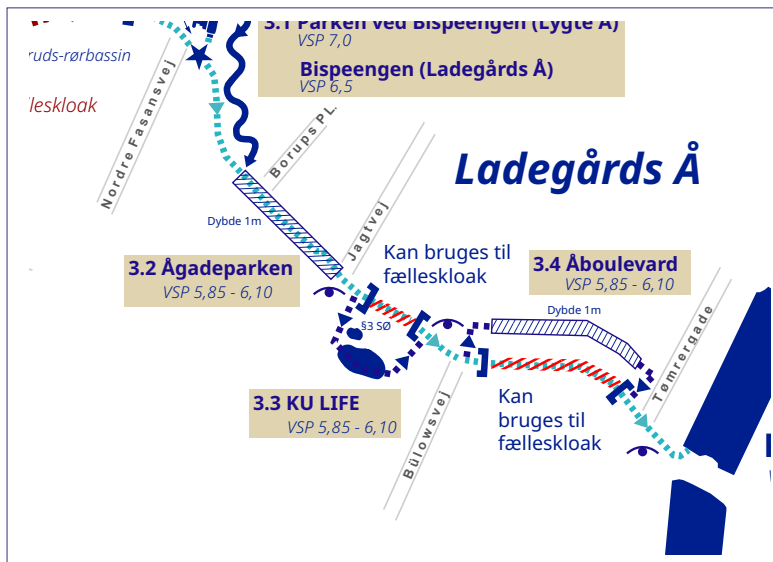 3.1 Parken ved Bispeengen (Lygte Å)
VSP 7,0
Bispeengen (Ladegårds Å)
VSP 6,5
ruds-rørbassin
lleskloak
Nordre Fasansvej
Borups PL.
Ladegårds Å
Dybde 1m
Jagtvej
Kan bruges til
fælleskloak
3.2 Ågadeparken
VSP 5,85 - 6,10
3.4 Åboulevard
VSP 5,85 - 6,10
Dybde 1m
§3 SØ
Tømrergade
3.3 KU LIFE
VSP 5,85 - 6,10
Bülowsvej
Kan
bruges til
fælleskloak